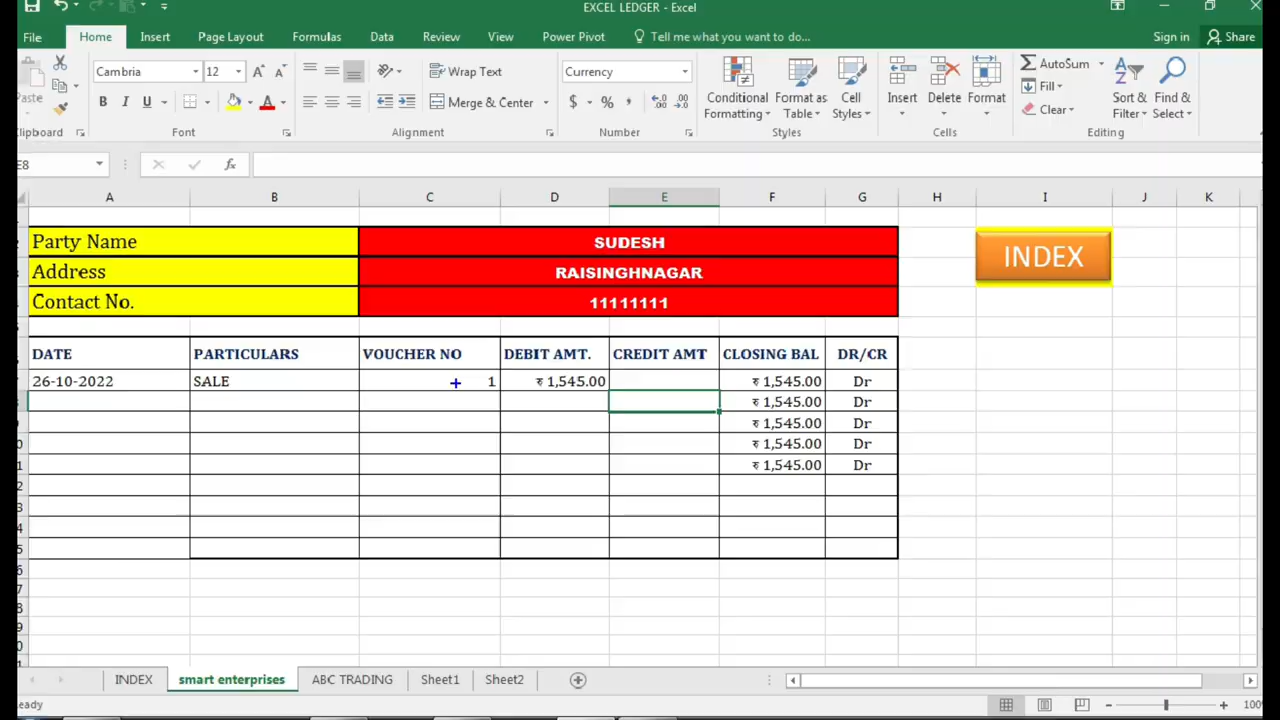 EXCEL LEDGER - Excel
File Home Insert Page Layout Formulas Data Review View Power Pivot Tell me what you want to do... Sign in Share
Cambria 12 Wrap Text Currency AutoSum
Fill
Merge & Center $ % Conditional Formatting Format as Table Cell Styles Insert Delete Format Clear Sort & Filter Find & Select
Font Alignment Number Styles Cells Editing
A B C D E F G H I J K
Party Name SUDESH INDEX
Address RAISINGHNAGAR
Contact No. 11111111
DATE PARTICULARS VOUCHER NO DEBIT AMT. CREDIT AMT CLOSING BAL DR/CR
26-10-2022 SALE 1 ₹ 1,545.00 ₹ 1,545.00 Dr
₹ 1,545.00 Dr
₹ 1,545.00 Dr
₹ 1,545.00 Dr
₹ 1,545.00 Dr
INDEX smart enterprises ABC TRADING Sheet1 Sheet2